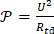 𝒫 = U² / R_tđ